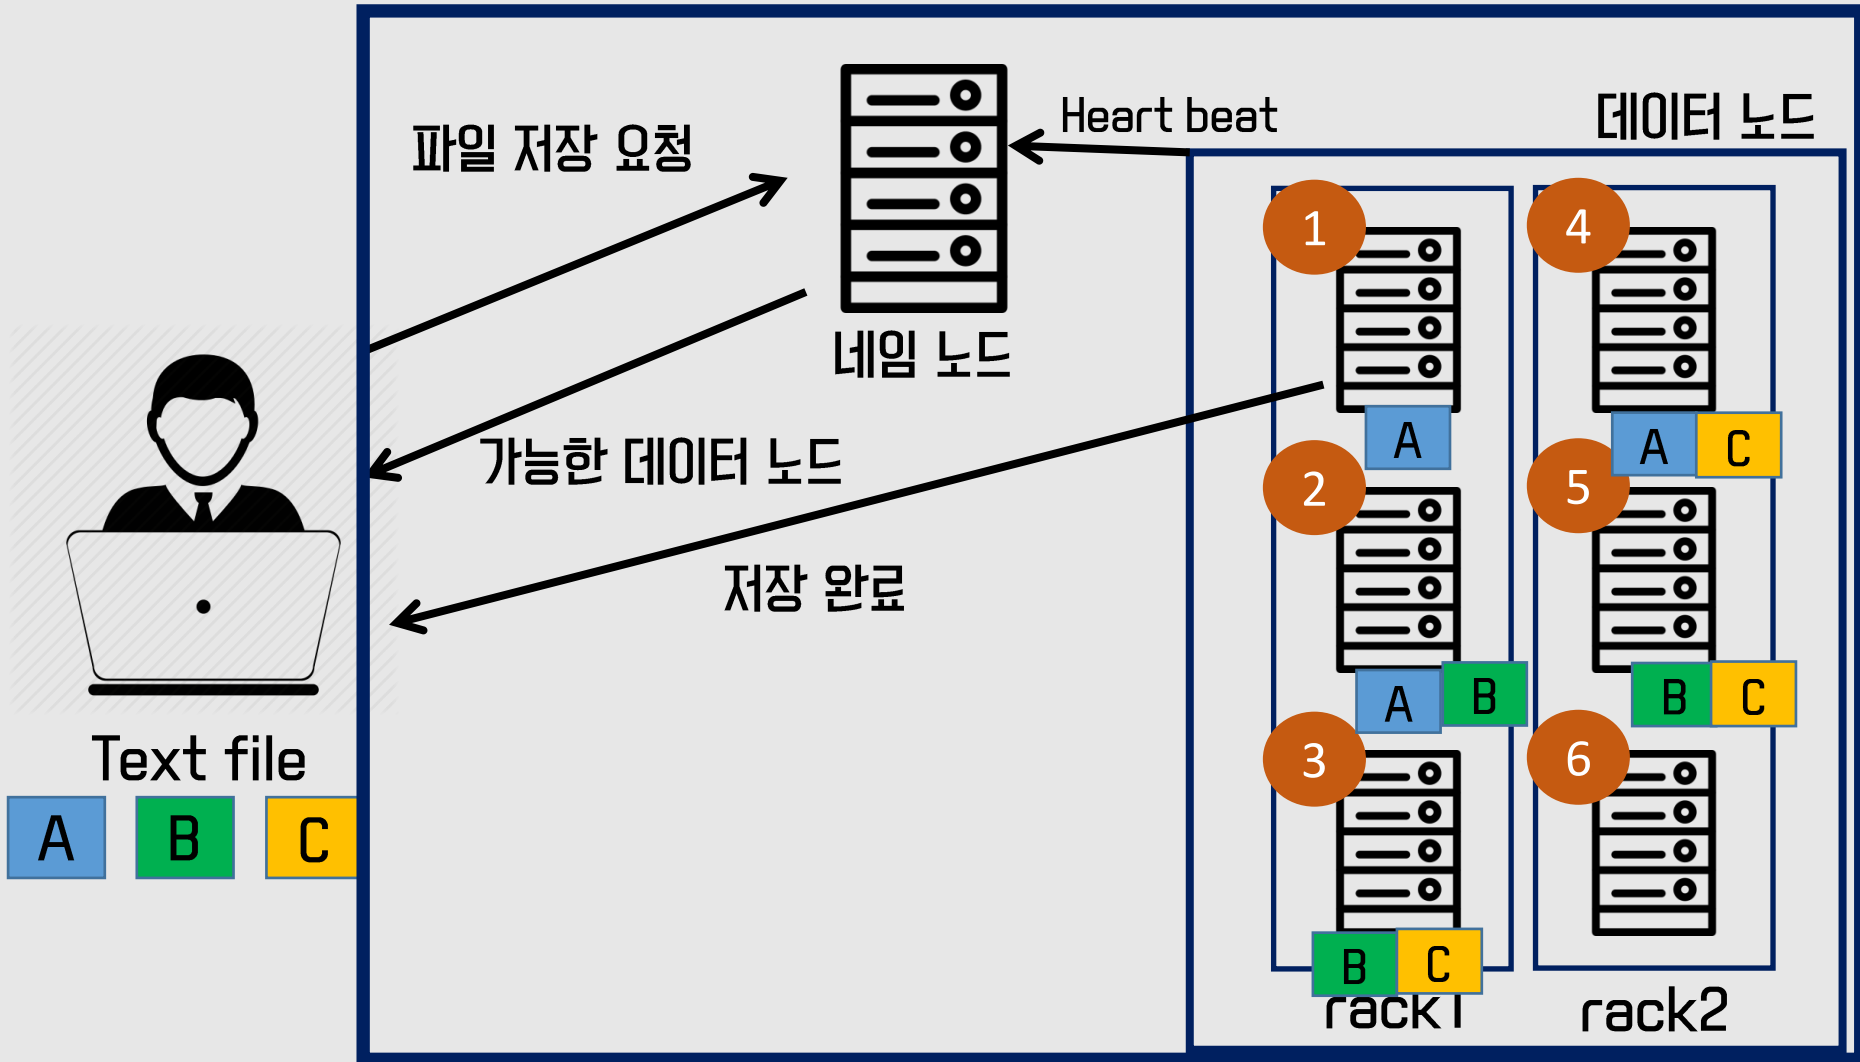 Heart beat
데이터 노드
파일 저장 요청
네임 노드
가능한 데이터 노드
저장 완료
Text file
A B C
1
A
2
A B
3
B C
rack1
4
A C
5
B C
6
rack2